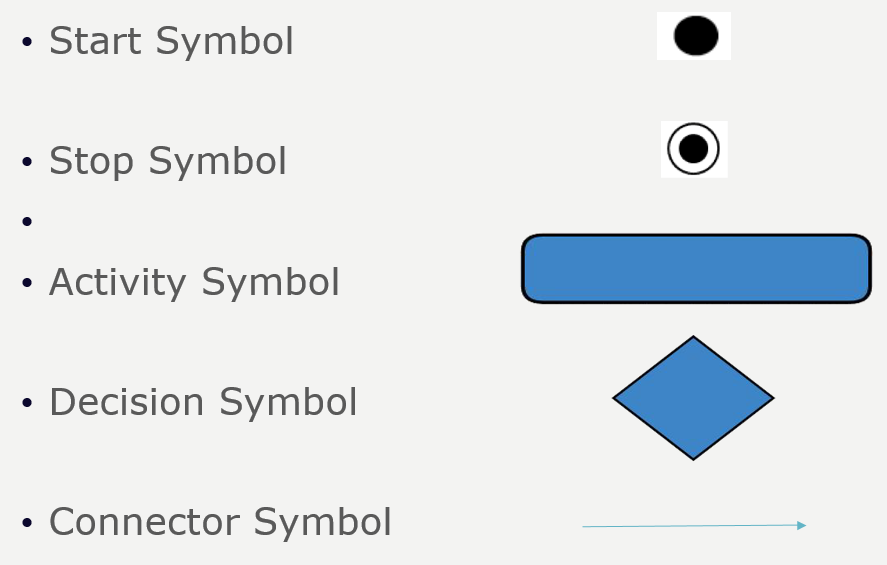 • Start Symbol
• Stop Symbol
•
• Activity Symbol
• Decision Symbol
• Connector Symbol